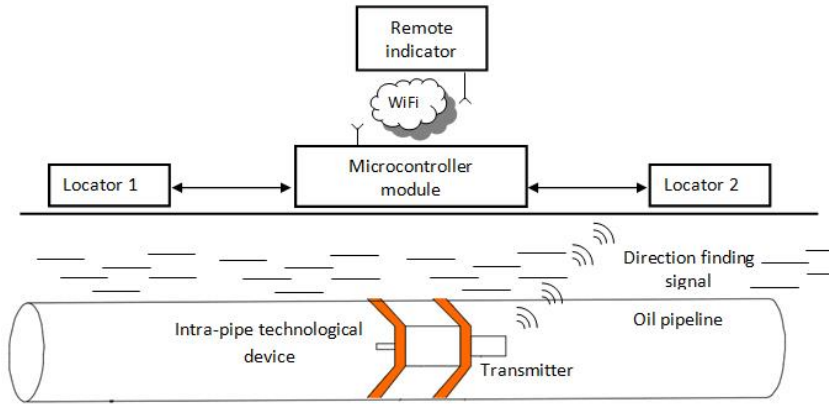 Remote
indicator
WiFi
Microcontroller
module
Locator 1
Locator 2
Direction finding
signal
Oil pipeline
Intra-pipe technological
device
Transmitter